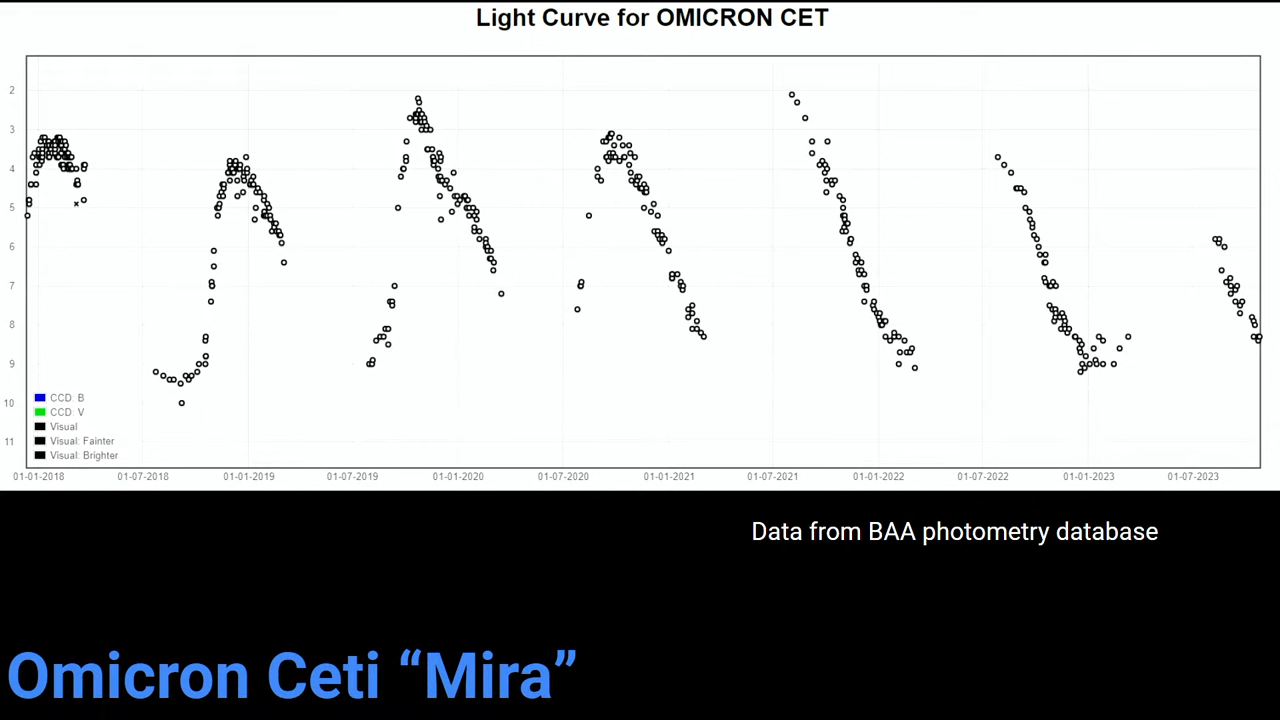 Light Curve for OMICRON CET
2
3
4
5
6
7
8
9
10
11
CCD: B
CCD: V
Visual
Visual: Fainter
Visual: Brighter
01-01-2018 01-07-2018 01-01-2019 01-07-2019 01-01-2020 01-07-2020 01-01-2021 01-07-2021 01-01-2022 01-07-2022 01-01-2023 01-07-2023
Data from BAA photometry database
Omicron Ceti “Mira”